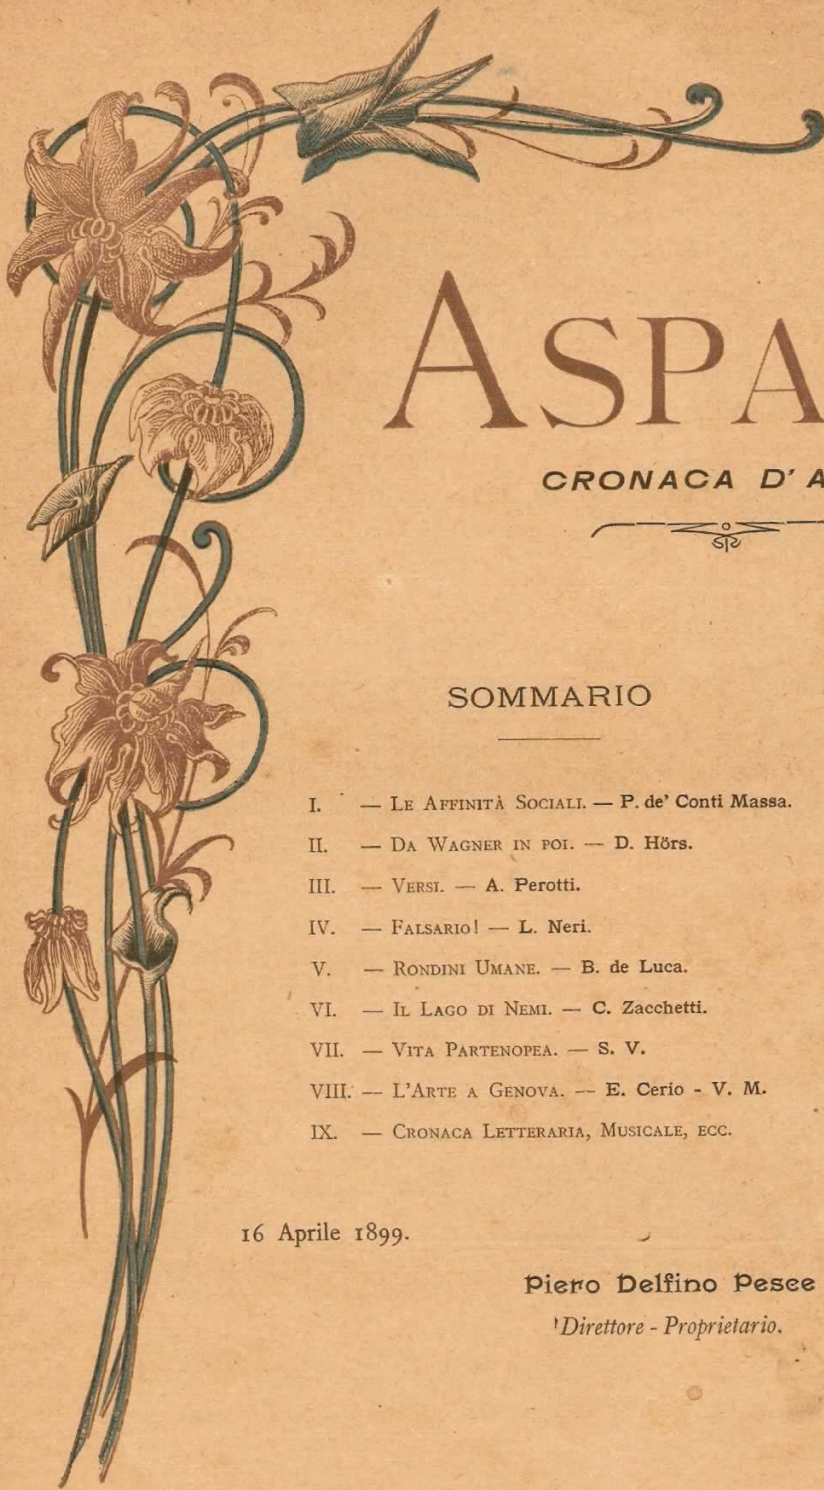 ASPA
CRONACA D' A
SOMMARIO
I. — LE AFFINITÀ SOCIALI. — P. de' Conti Massa.
II. — DA WAGNER IN POI. — D. Hörs.
III. — VERSI. — A. Perotti.
IV. — FALSARIO! — L. Neri.
V. — RONDINI UMANE. — B. de Luca.
VI. — IL LAGO DI NEMI. — C. Zacchetti.
VII. — VITA PARTENOPEA. — S. V.
VIII. — L'ARTE A GENOVA. — E. Cerio - V. M.
IX. — CRONACA LETTERARIA, MUSICALE, ECC.
16 Aprile 1899.
Piero Delfino Pesce
Direttore - Proprietario.